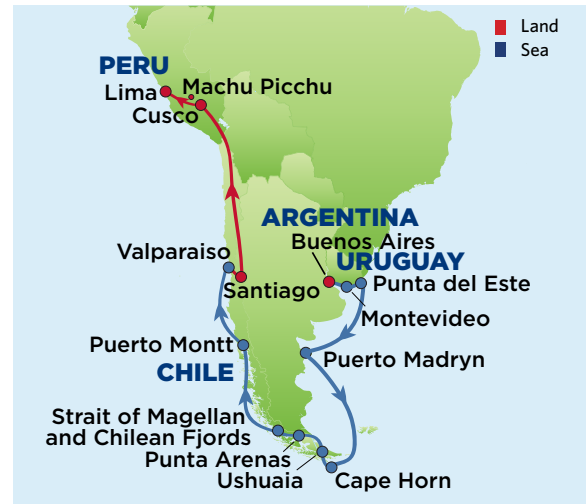 Land
Sea
PERU
Lima
Machu Picchu
Cusco
ARGENTINA
Buenos Aires
URUGUAY
Valparaiso
Santiago
Punta del Este
Montevideo
Puerto Montt
Puerto Madryn
CHILE
Strait of Magellan
and Chilean Fjords
Punta Arenas
Ushuaia
Cape Horn